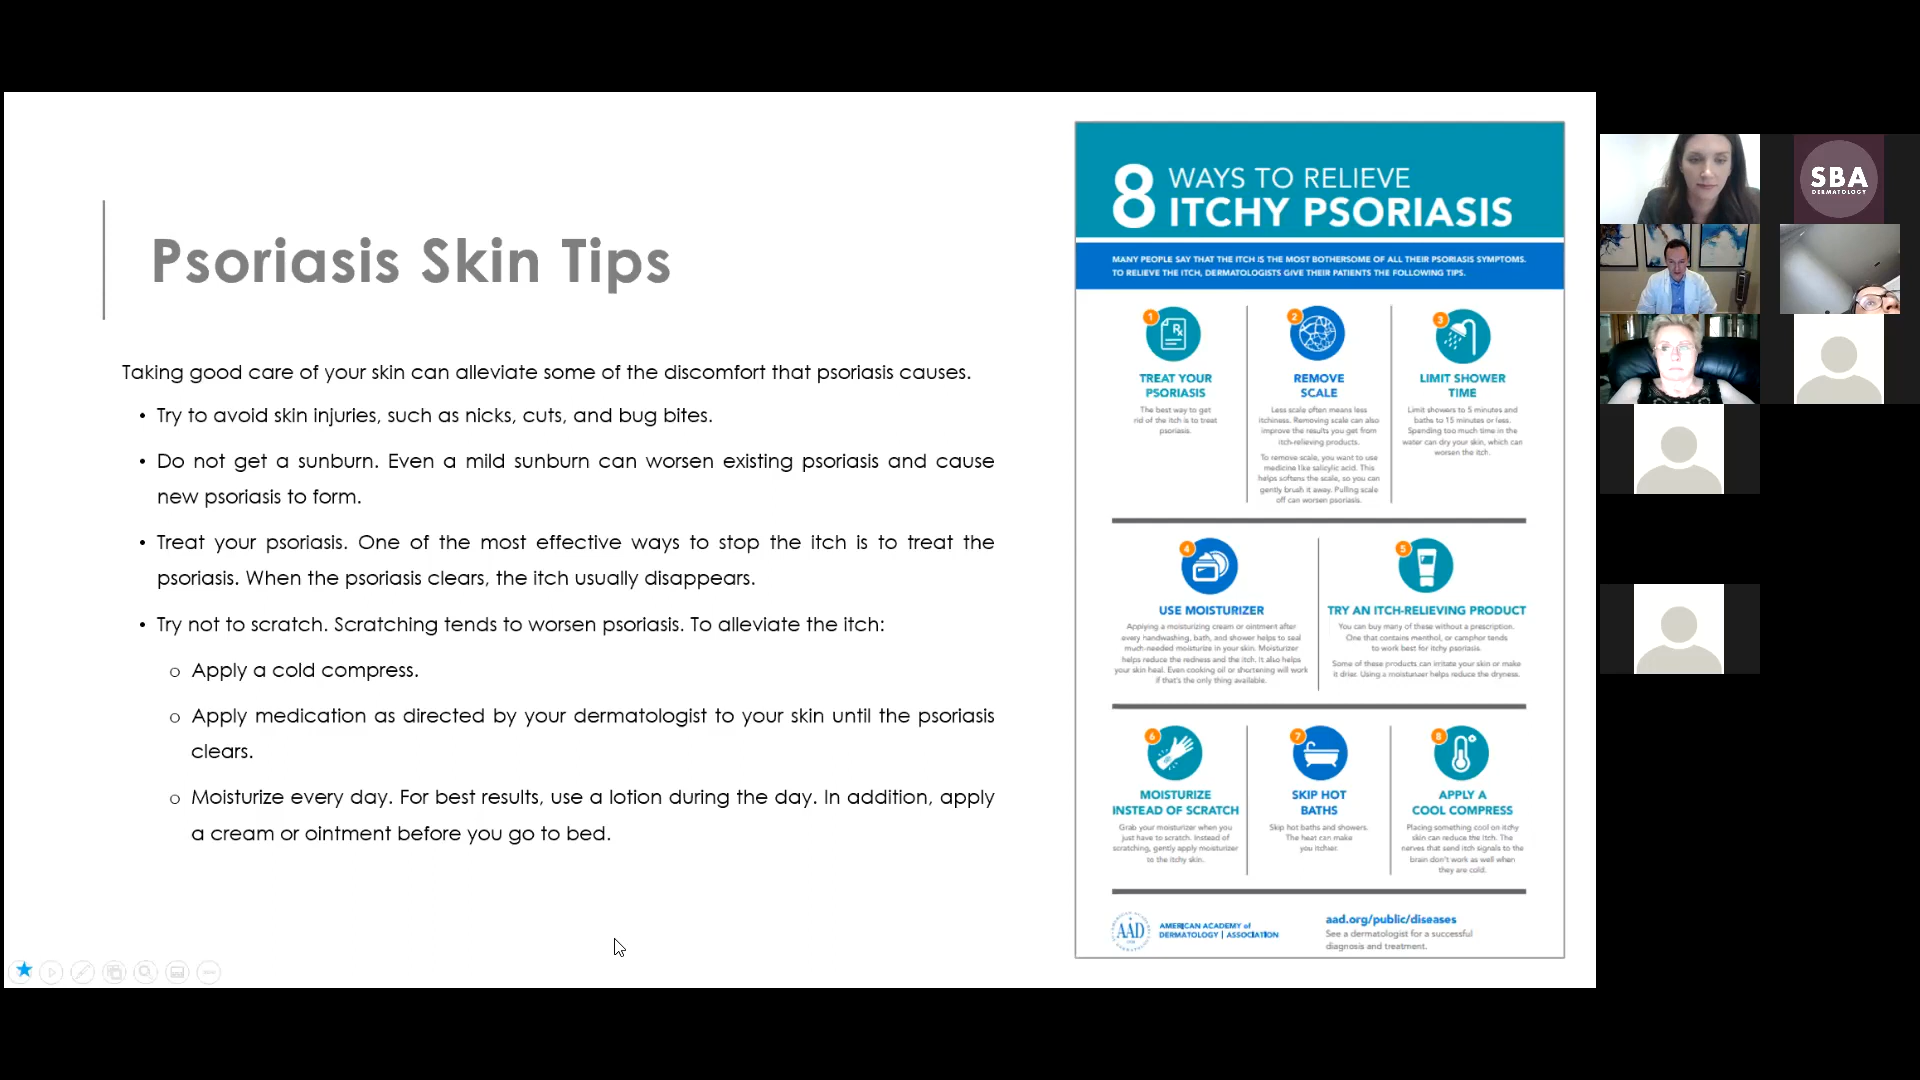 Psoriasis Skin Tips
Taking good care of your skin can alleviate some of the discomfort that psoriasis causes.
• Try to avoid skin injuries, such as nicks, cuts, and bug bites.
• Do not get a sunburn. Even a mild sunburn can worsen existing psoriasis and cause
new psoriasis to form.
• Treat your psoriasis. One of the most effective ways to stop the itch is to treat the
psoriasis. When the psoriasis clears, the itch usually disappears.
• Try not to scratch. Scratching tends to worsen psoriasis. To alleviate the itch:
o Apply a cold compress.
o Apply medication as directed by your dermatologist to your skin until the psoriasis
clears.
o Moisturize every day. For best results, use a lotion during the day. In addition, apply
a cream or ointment before you go to bed.
8 WAYS TO RELIEVE
ITCHY PSORIASIS
MANY PEOPLE SAY THAT THE ITCH IS THE MOST BOTHERSOME OF ALL THEIR PSORIASIS SYMPTOMS.
TO RELIEVE THE ITCH, DERMATOLOGISTS GIVE THEIR PATIENTS THE FOLLOWING TIPS.
1
Rx
TREAT YOUR
PSORIASIS
The best way to get
rid of the itch is to treat
psoriasis.
2
REMOVE
SCALE
Less scale often means less
itchiness. Removing scale can also
improve the results you get from
itch-relieving products.
To remove scale, you want to use
medicine like salicylic acid. This
helps softens the scale, so you can
gently brush it away. Pulling scale
off can worsen psoriasis.
3
LIMIT SHOWER
TIME
Limit showers to 5 minutes and
baths to 15 minutes or less.
Spending too much time in the
water can dry your skin, which can
worsen the itch.
4
USE MOISTURIZER
Applying a moisturizing cream or ointment after
every handwashing, bath, and shower helps to seal
much-needed moisturize in your skin. Moisturizer
helps reduce the redness and the itch. It also helps
your skin heal. Even cooking oil or shortening will work
if that's the only thing available.
5
TRY AN ITCH-RELIEVING PRODUCT
You can buy many of these without a prescription.
One that contains menthol, or camphor tends
to work best for itchy psoriasis.
Some of these products can irritate your skin or make
it drier. Using a moisturizer helps reduce the dryness.
6
MOISTURIZE
INSTEAD OF SCRATCH
Grab your moisturizer when you
just have to scratch. Instead of
scratching, gently apply moisturizer
to the itchy skin.
7
SKIP HOT
BATHS
Skip hot baths and showers.
The heat can make
you itchier.
8
APPLY A
COOL COMPRESS
Placing something cool on itchy
skin can reduce the itch. The
nerves that send itch signals to the
brain don't work as well when
they are cold.
AAD
AMERICAN ACADEMY of
DERMATOLOGY | ASSOCIATION
aad.org/public/diseases
See a dermatologist for a successful
diagnosis and treatment.
SBA
DERMATOLOGY